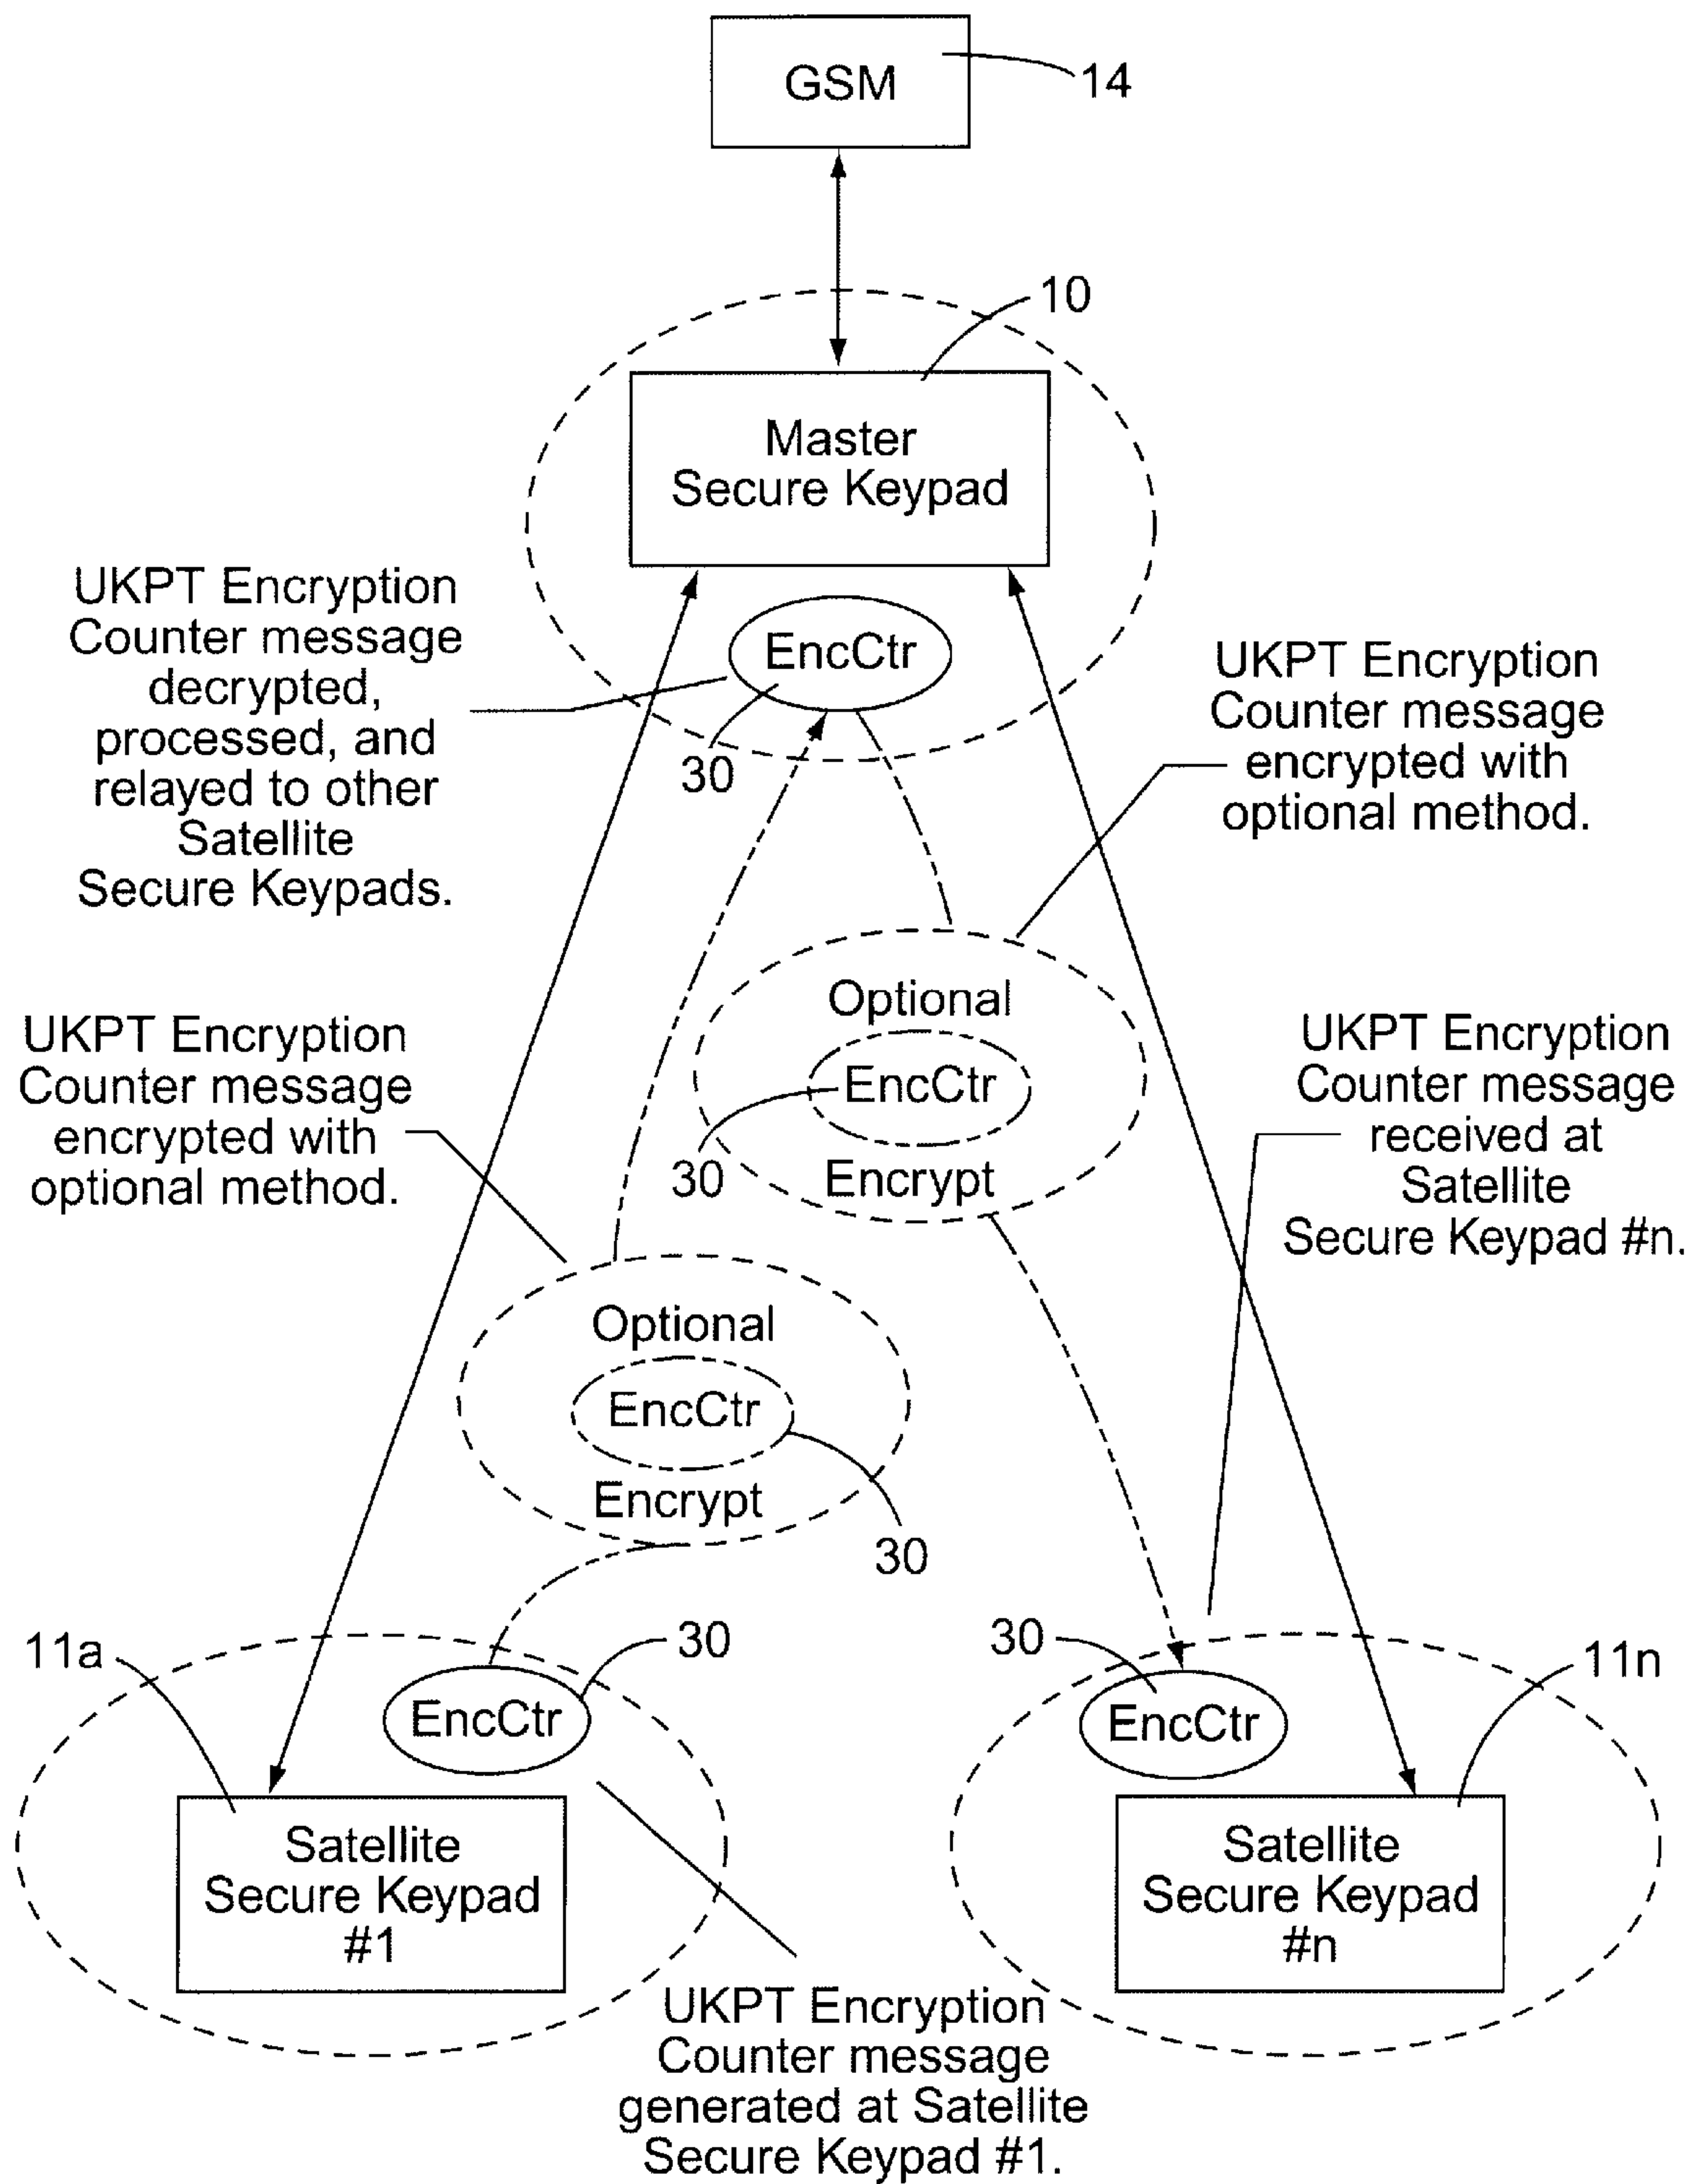 GSM
14
10
Master
Secure Keypad
UKPT Encryption
Counter message
decrypted,
processed, and
relayed to other
Satellite
Secure Keypads.
EncCtr
30
UKPT Encryption
Counter message
encrypted with
optional method.
Optional
EncCtr
30
Encrypt
UKPT Encryption
Counter message
encrypted with
optional method.
UKPT Encryption
Counter message
received at
Satellite
Secure Keypad #n.
Optional
EncCtr
Encrypt
30
11a
30
EncCtr
Satellite
Secure Keypad
#1
30
11n
EncCtr
Satellite
Secure Keypad
#n
UKPT Encryption
Counter message
generated at Satellite
Secure Keypad #1.